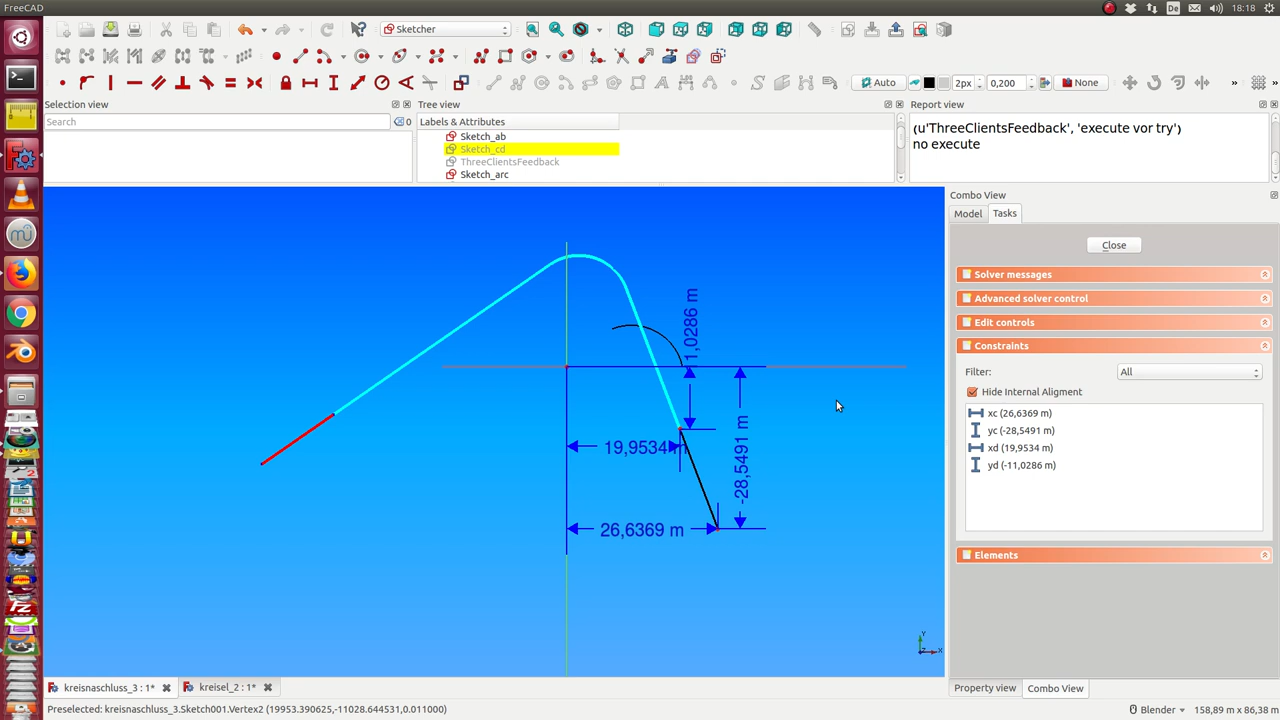 FreeCAD
De
18:18
Sketcher
Auto
2px
0,200
None
»
»
Selection view
Tree view
Report view
Search
0
Labels & Attributes
Sketch_ab
Sketch_cd
ThreeClientsFeedback
Sketch_arc
(u'ThreeClientsFeedback', 'execute vor try')
no execute
Combo View
Model
Tasks
Close
Solver messages
Advanced solver control
Edit controls
Constraints
Filter:
All
Hide Internal Aligment
xc (26,6369 m)
yc (-28,5491 m)
xd (19,9534 m)
yd (-11,0286 m)
Elements
1,0286 m
19,9534 m
-28,5491 m
26,6369 m
Y
Z
X
kreisnaschluss_3 : 1*
kreisel_2 : 1*
Property view
Combo View
Preselected: kreisnaschluss_3.Sketch001.Vertex2 (19953.390625,-11028.644531,0.011000)
Blender
158,89 m x 86,38 m